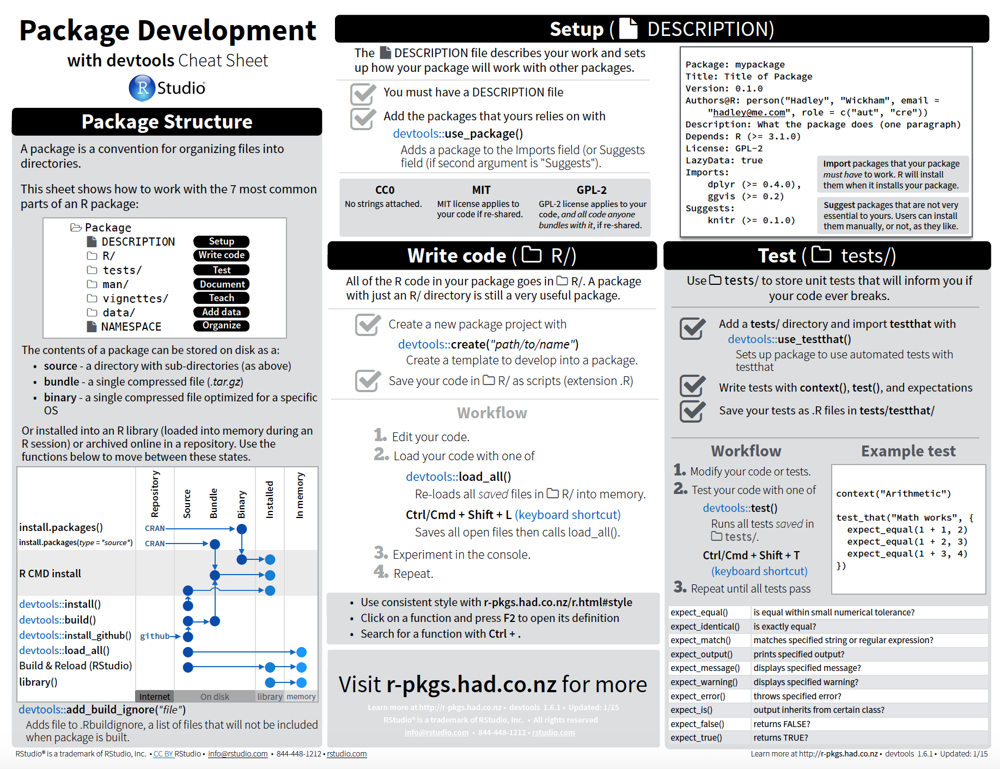 Package Development
with devtools Cheat Sheet
R Studio®
Package Structure
A package is a convention for organizing files into
directories.
This sheet shows how to work with the 7 most common
parts of an R package:
Package
DESCRIPTION Setup
R/ Write code
tests/ Test
man/ Document
vignettes/ Teach
data/ Add data
NAMESPACE Organize
The contents of a package can be stored on disk as a:
• source - a directory with sub-directories (as above)
• bundle - a single compressed file (.tar.gz)
• binary - a single compressed file optimized for a specific
OS
Or installed into an R library (loaded into memory during an
R session) or archived online in a repository. Use the
functions below to move between these states.
Repository Source Bundle Binary Installed In memory
install.packages() CRAN
install.packages(type = "source") CRAN
R CMD install
devtools::install()
devtools::build()
devtools::install_github() github
devtools::load_all()
Build & Reload (RStudio)
library()
Internet On disk library memory
devtools::add_build_ignore("file")
Adds file to .Rbuildignore, a list of files that will not be included
when package is built.
Setup ( DESCRIPTION)
The DESCRIPTION file describes your work and sets
up how your package will work with other packages.
You must have a DESCRIPTION file
Add the packages that yours relies on with
devtools::use_package()
Adds a package to the Imports field (or Suggests
field (if second argument is "Suggests").
CC0
No strings attached.
MIT
MIT license applies to
your code if re-shared.
GPL-2
GPL-2 license applies to your
code, and all code anyone
bundles with it, if re-shared.
Package: mypackage
Title: Title of Package
Version: 0.1.0
Authors@R: person("Hadley", "Wickham", email =
"hadley@me.com", role = c("aut", "cre"))
Description: What the package does (one paragraph)
Depends: R (>= 3.1.0)
License: GPL-2
LazyData: true
Imports:
dplyr (>= 0.4.0),
ggvis (>= 0.2)
Suggests:
knitr (>= 0.1.0)
Import packages that your package
must have to work. R will install
them when it installs your package.
Suggest packages that are not very
essential to yours. Users can install
them manually, or not, as they like.
Write code ( R/)
All of the R code in your package goes in R/. A package
with just an R/ directory is still a very useful package.
Create a new package project with
devtools::create("path/to/name")
Create a template to develop into a package.
Save your code in R/ as scripts (extension .R)
Workflow
1. Edit your code.
2. Load your code with one of
devtools::load_all()
Re-loads all saved files in R/ into memory.
Ctrl/Cmd + Shift + L (keyboard shortcut)
Saves all open files then calls load_all().
3. Experiment in the console.
4. Repeat.
• Use consistent style with r-pkgs.had.co.nz/r.html#style
• Click on a function and press F2 to open its definition
• Search for a function with Ctrl + .
Visit r-pkgs.had.co.nz for more
Learn more at http://r-pkgs.had.co.nz • devtools 1.6.1 • Updated: 1/15
RStudio® is a trademark of RStudio, Inc. • All rights reserved
info@rstudio.com • 844-448-1212 • rstudio.com
Test ( tests/)
Use tests/ to store unit tests that will inform you if
your code ever breaks.
Add a tests/ directory and import testthat with
devtools::use_testthat()
Sets up package to use automated tests with
testthat
Write tests with context(), test(), and expectations
Save your tests as .R files in tests/testthat/
Workflow
1. Modify your code or tests.
2. Test your code with one of
devtools::test()
Runs all tests saved in
tests/.
Ctrl/Cmd + Shift + T
(keyboard shortcut)
3. Repeat until all tests pass
Example test
context("Arithmetic")
test_that("Math works", {
expect_equal(1 + 1, 2)
expect_equal(1 + 2, 3)
expect_equal(1 + 3, 4)
})
expect_equal() is equal within small numerical tolerance?
expect_identical() is exactly equal?
expect_match() matches specified string or regular expression?
expect_output() prints specified output?
expect_message() displays specified message?
expect_warning() displays specified warning?
expect_error() throws specified error?
expect_is() output inherits from certain class?
expect_false() returns FALSE?
expect_true() returns TRUE?
RStudio® is a trademark of RStudio, Inc. • CC BY RStudio • info@rstudio.com • 844-448-1212 • rstudio.com
Learn more at http://r-pkgs.had.co.nz • devtools 1.6.1 • Updated: 1/15